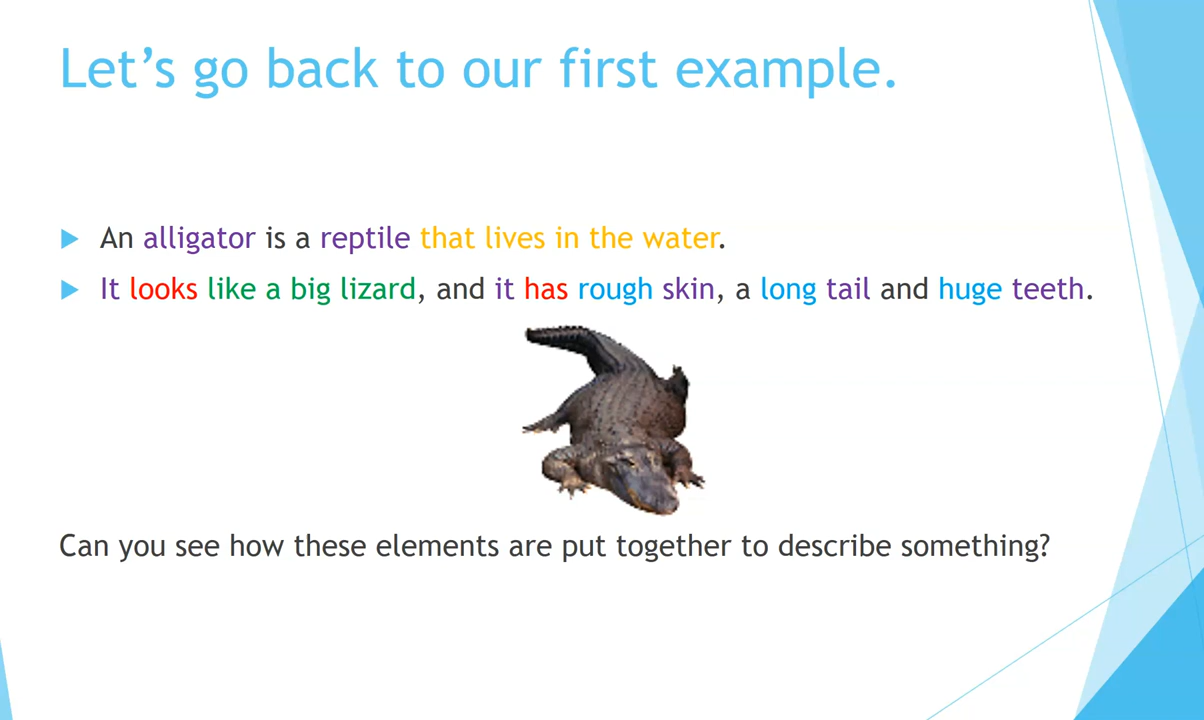 Let’s go back to our first example.
An alligator is a reptile that lives in the water.
It looks like a big lizard, and it has rough skin, a long tail and huge teeth.
Can you see how these elements are put together to describe something?